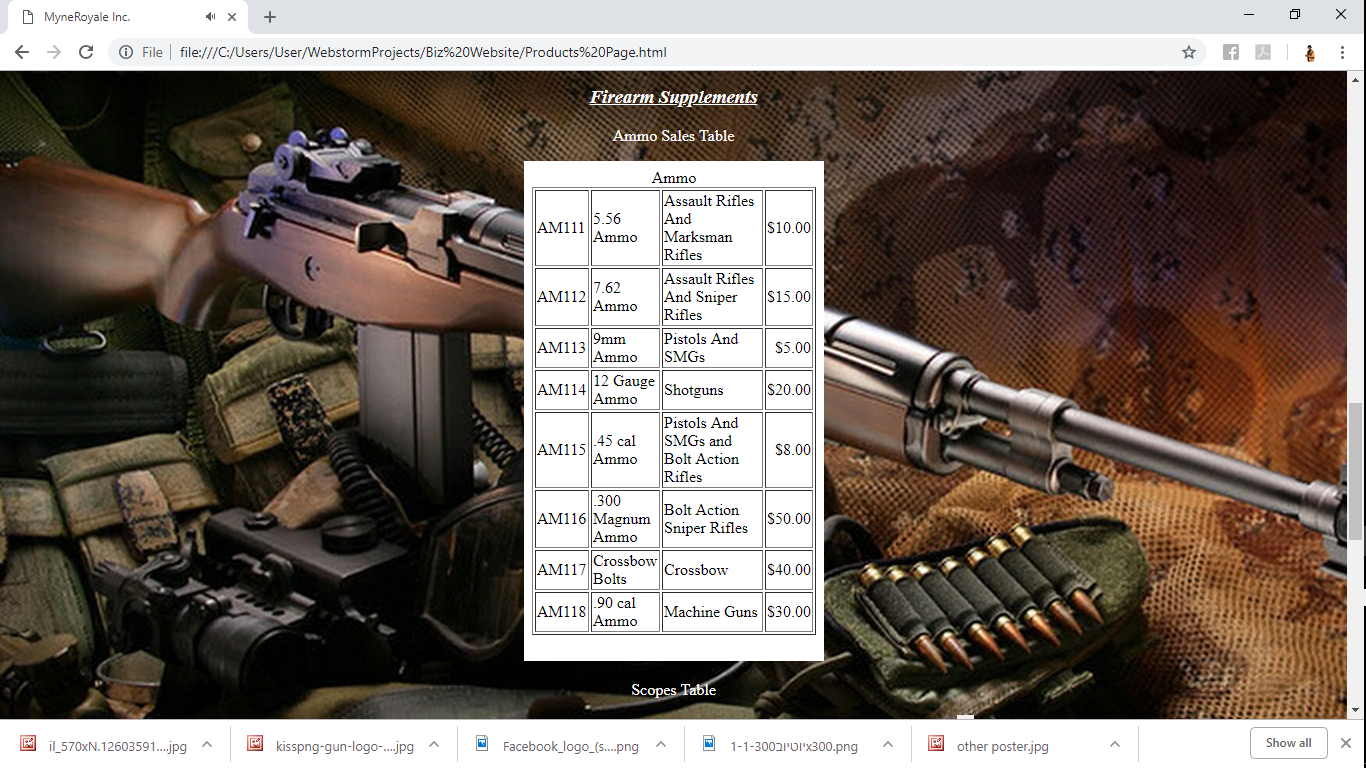 MyneRoyale Inc.
File
file:///C:/Users/User/WebstormProjects/Biz%20Website/Products%20Page.html
Firearm Supplements
Ammo Sales Table
Ammo
AM111 5.56 Ammo Assault Rifles And Marksman Rifles $10.00
AM112 7.62 Ammo Assault Rifles And Sniper Rifles $15.00
AM113 9mm Ammo Pistols And SMGs $5.00
AM114 12 Gauge Ammo Shotguns $20.00
AM115 .45 cal Ammo Pistols And SMGs and Bolt Action Rifles $8.00
AM116 .300 Magnum Ammo Bolt Action Sniper Rifles $50.00
AM117 Crossbow Bolts Crossbow $40.00
AM118 .90 cal Ammo Machine Guns $30.00
Scopes Table
il_570xN.12603591....jpg
kisspng-gun-logo-....jpg
Facebook_logo_(s....png
1-1-300יוטיובx300.png
other poster.jpg
Show all